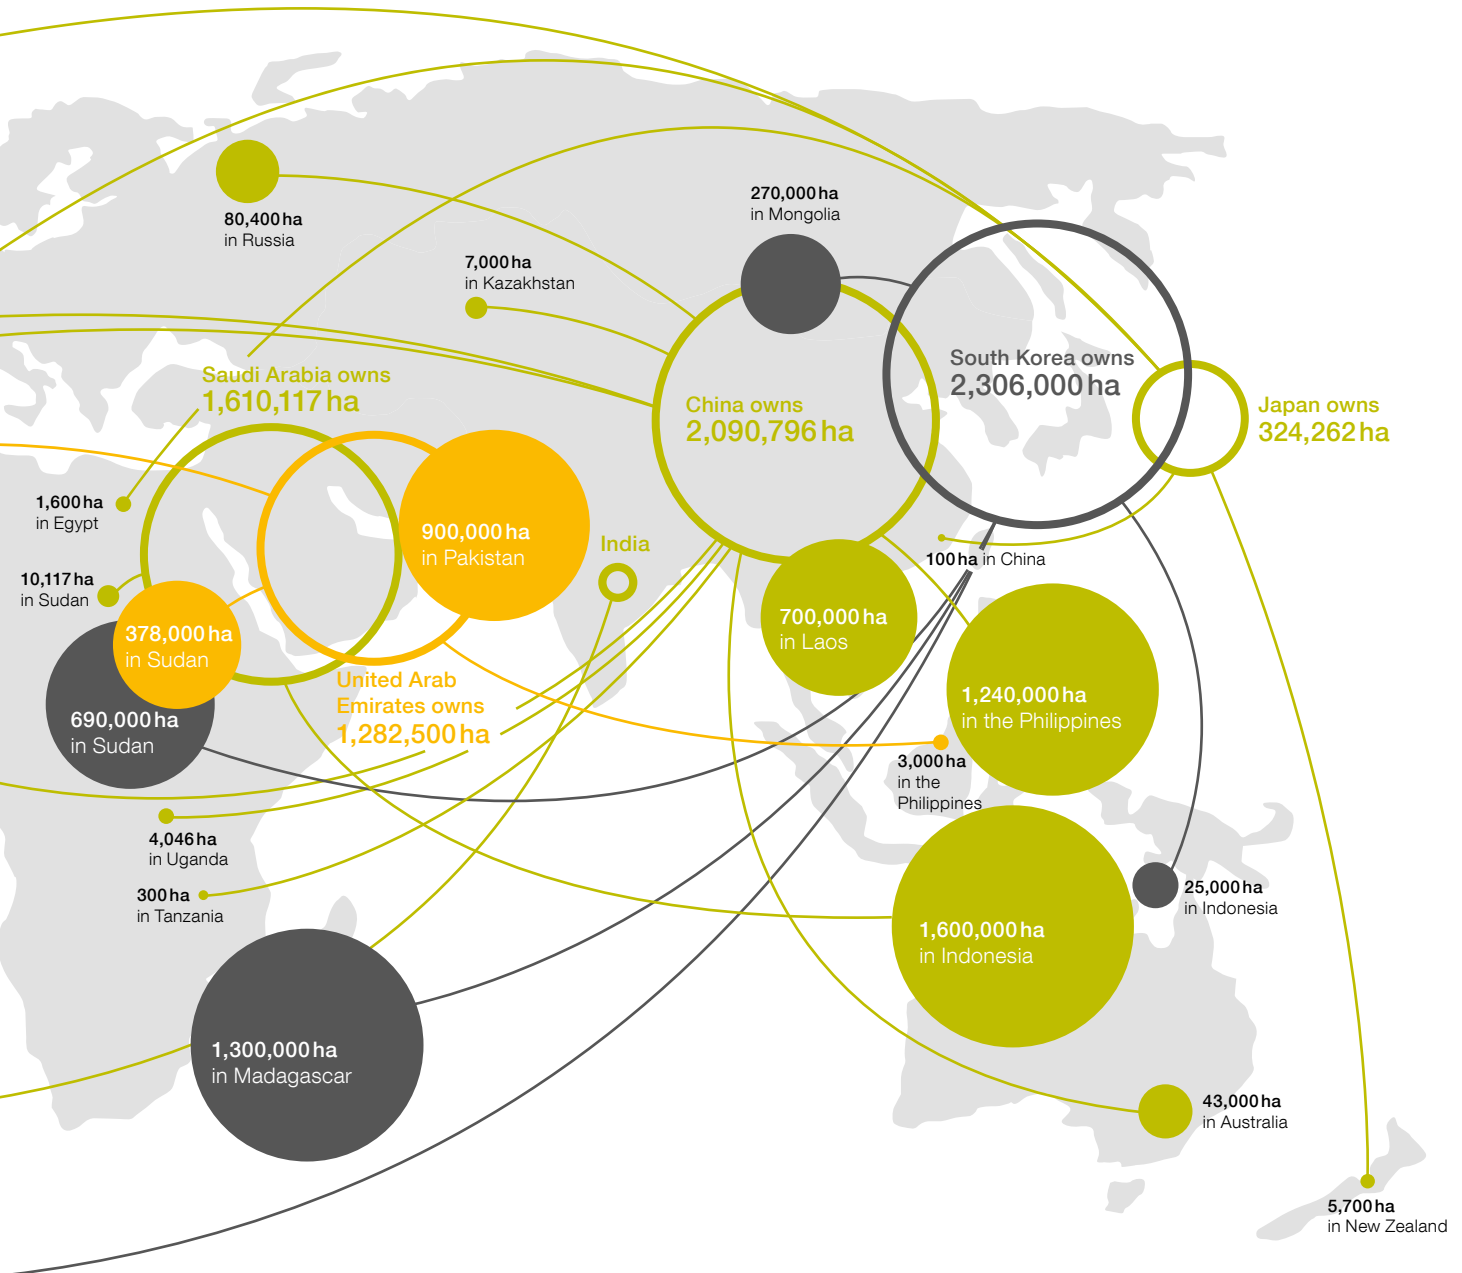 270,000 ha
in Mongolia
80,400 ha
in Russia
7,000 ha
in Kazakhstan
South Korea owns
2,306,000 ha
Saudi Arabia owns
1,610,117 ha
China owns
2,090,796 ha
Japan owns
324,262 ha
1,600 ha
in Egypt
900,000 ha
in Pakistan
India
100 ha in China
10,117 ha
in Sudan
700,000 ha
in Laos
378,000 ha
in Sudan
United Arab
Emirates owns
1,282,500 ha
1,240,000 ha
in the Philippines
690,000 ha
in Sudan
3,000 ha
in the
Philippines
4,046 ha
in Uganda
300 ha
in Tanzania
25,000 ha
in Indonesia
1,600,000 ha
in Indonesia
1,300,000 ha
in Madagascar
43,000 ha
in Australia
5,700 ha
in New Zealand